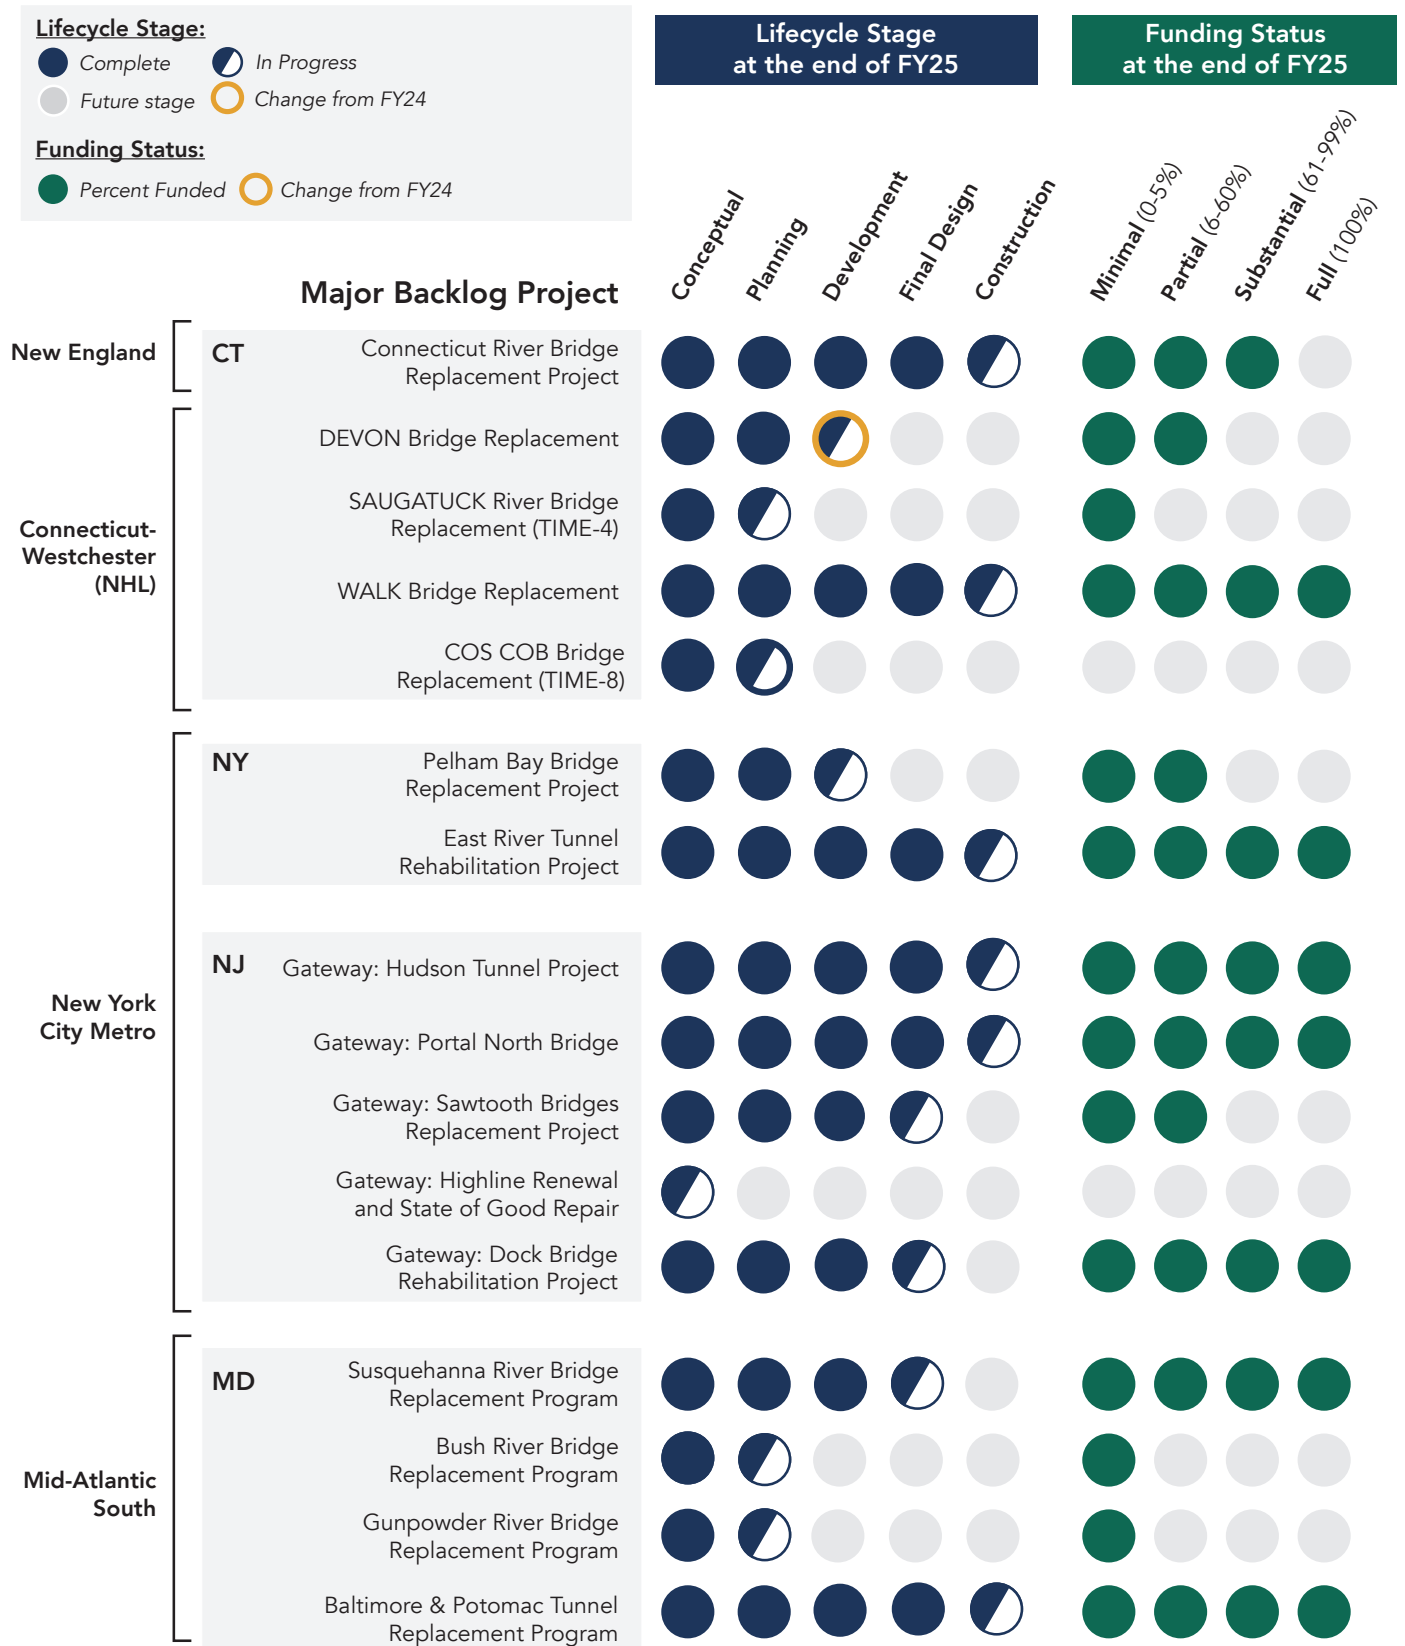 Lifecycle Stage:
Complete
In Progress
Future stage
Change from FY24
Funding Status:
Percent Funded
Change from FY24
Lifecycle Stage
at the end of FY25
Funding Status
at the end of FY25
Major Backlog Project
Conceptual
Planning
Development
Final Design
Construction
Minimal (0-5%)
Partial (6-60%)
Substantial (61-99%)
Full (100%)
New England
CT
Connecticut River Bridge
Replacement Project
Connecticut-
Westchester
(NHL)
DEVON Bridge Replacement
SAUGATUCK River Bridge
Replacement (TIME-4)
WALK Bridge Replacement
COS COB Bridge
Replacement (TIME-8)
New York
City Metro
NY
Pelham Bay Bridge
Replacement Project
East River Tunnel
Rehabilitation Project
NJ
Gateway: Hudson Tunnel Project
Gateway: Portal North Bridge
Gateway: Sawtooth Bridges
Replacement Project
Gateway: Highline Renewal
and State of Good Repair
Gateway: Dock Bridge
Rehabilitation Project
Mid-Atlantic
South
MD
Susquehanna River Bridge
Replacement Program
Bush River Bridge
Replacement Program
Gunpowder River Bridge
Replacement Program
Baltimore & Potomac Tunnel
Replacement Program